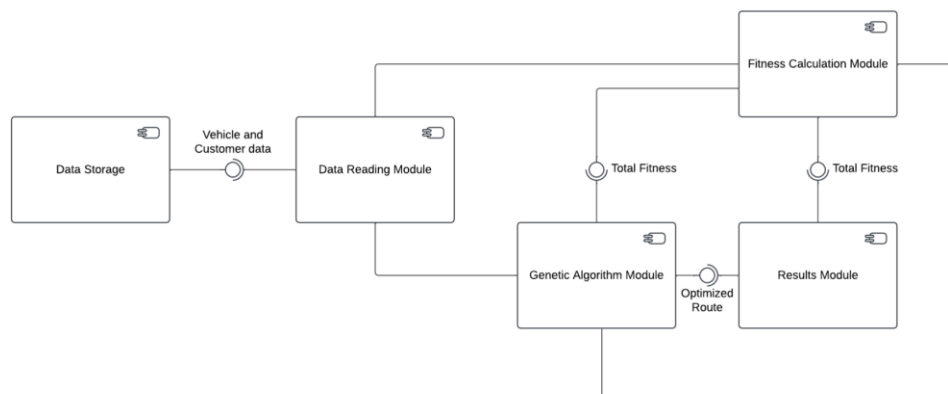 Fitness Calculation Module
Vehicle and
Customer data
Data Storage
Data Reading Module
Total Fitness
Total Fitness
Genetic Algorithm Module
Optimized
Route
Results Module